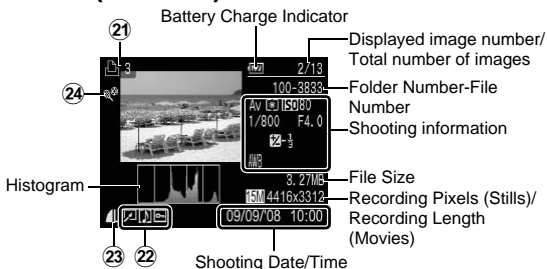 Battery Charge Indicator
21
3
2/13
Displayed image number/
Total number of images
24
100-3833
Folder Number-File
Number
Av ISO80
1/800 F4.0
Shooting information
-1/3
AWB
Histogram
3.27MB
File Size
15M 4416x3312
Recording Pixels (Stills)/
Recording Length
(Movies)
09/09/'08 10:00
23
22
Shooting Date/Time